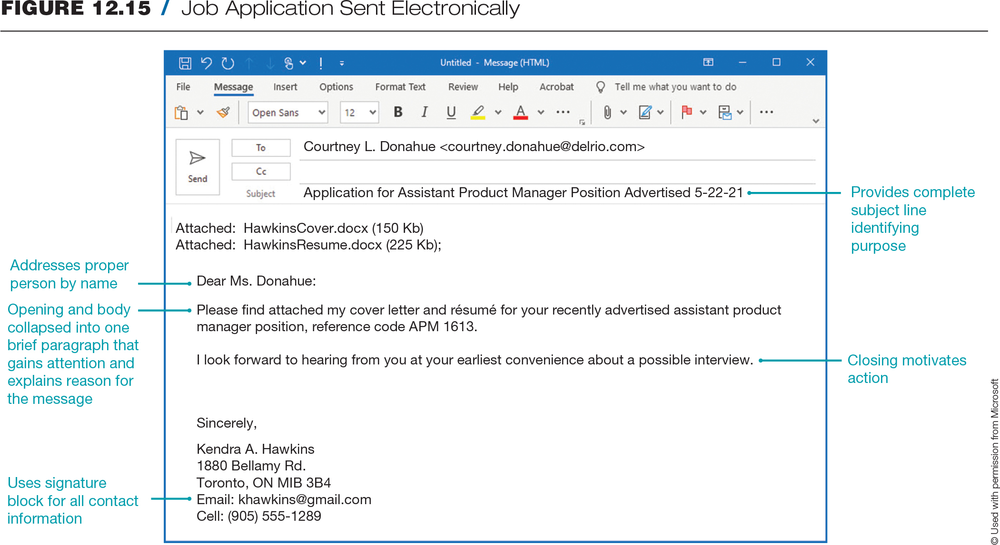 FIGURE 12.15 / Job Application Sent Electronically
Untitled - Message (HTML)
File Message Insert Options Format Text Review Help Acrobat Tell me what you want to do
Open Sans 12 B I U A
To Courtney L. Donahue <courtney.donahue@delrio.com>
Send
Cc
Subject Application for Assistant Product Manager Position Advertised 5-22-21
Provides complete
subject line
identifying
purpose
Attached: HawkinsCover.docx (150 Kb)
Attached: HawkinsResume.docx (225 Kb);
Addresses proper
person by name
Dear Ms. Donahue:
Opening and body
collapsed into one
brief paragraph that
gains attention and
explains reason for
the message
Please find attached my cover letter and résumé for your recently advertised assistant product
manager position, reference code APM 1613.
I look forward to hearing from you at your earliest convenience about a possible interview.
Closing motivates
action
Sincerely,
Kendra A. Hawkins
1880 Bellamy Rd.
Toronto, ON MIB 3B4
Email: khawkins@gmail.com
Cell: (905) 555-1289
Uses signature
block for all contact
information
© Used with permission from Microsoft